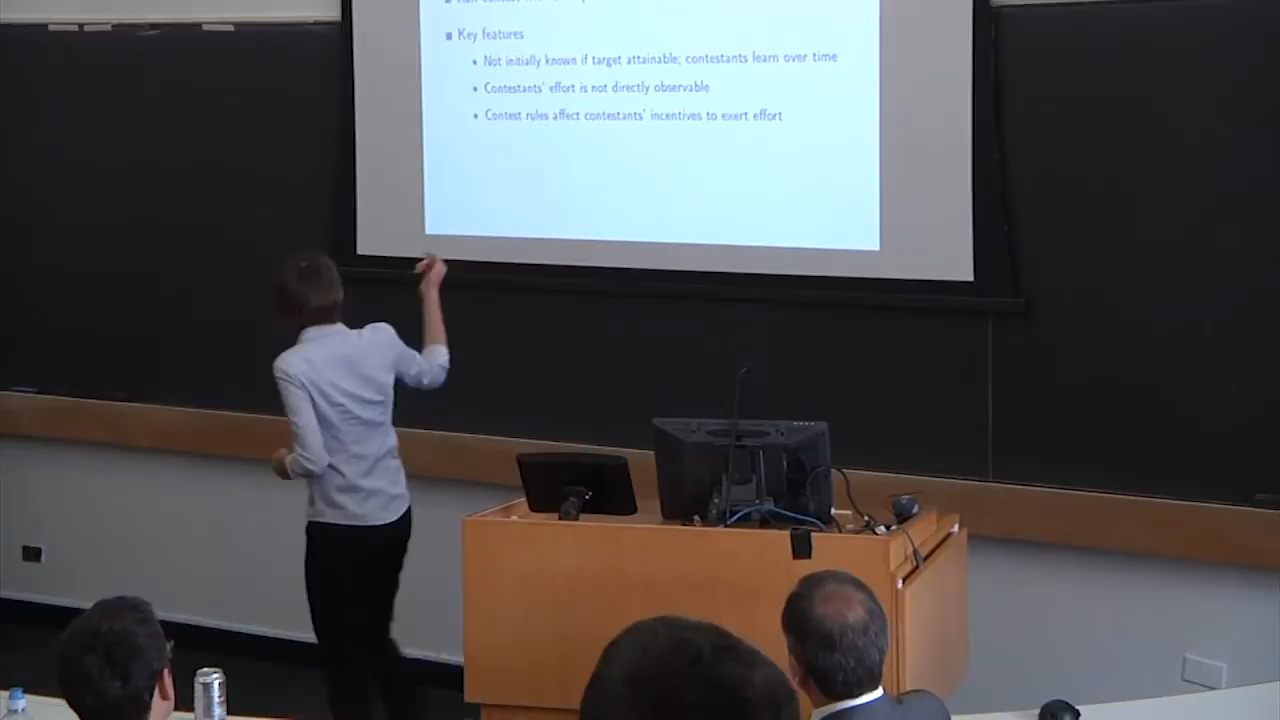 Key features
Not initially known if target attainable; contestants learn over time
Contestants' effort is not directly observable
Contest rules affect contestants' incentives to exert effort